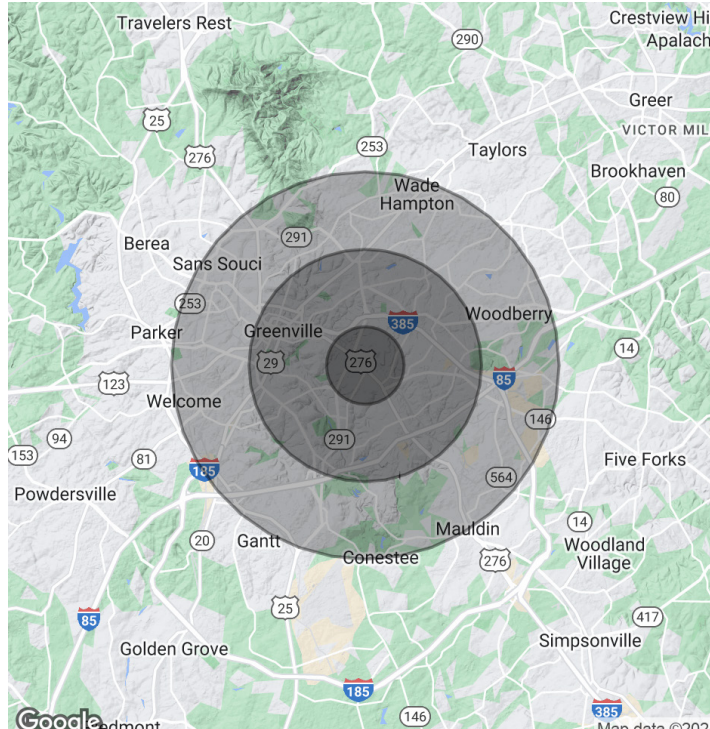 Travelers Rest
Crestview Hi
Apalach
290
Greer
25
276
253
Taylors
VICTOR MIL
Wade
Hampton
Brookhaven
80
291
Berea
Sans Souci
253
Woodberry
Parker
Greenville
385
14
29
276
85
123
Welcome
146
291
94
153
81
185
564
Five Forks
Powdersville
Mauldin
14
20
Gantt
Conestee
276
Woodland
Village
25
85
417
Golden Grove
Simpsonville
185
385
146
Google
edmont
Map data ©202